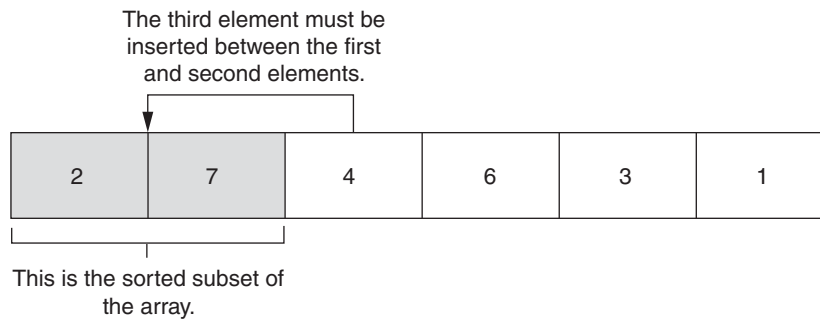 The third element must be
inserted between the first
and second elements.
2 7 4 6 3 1
This is the sorted subset of
the array.